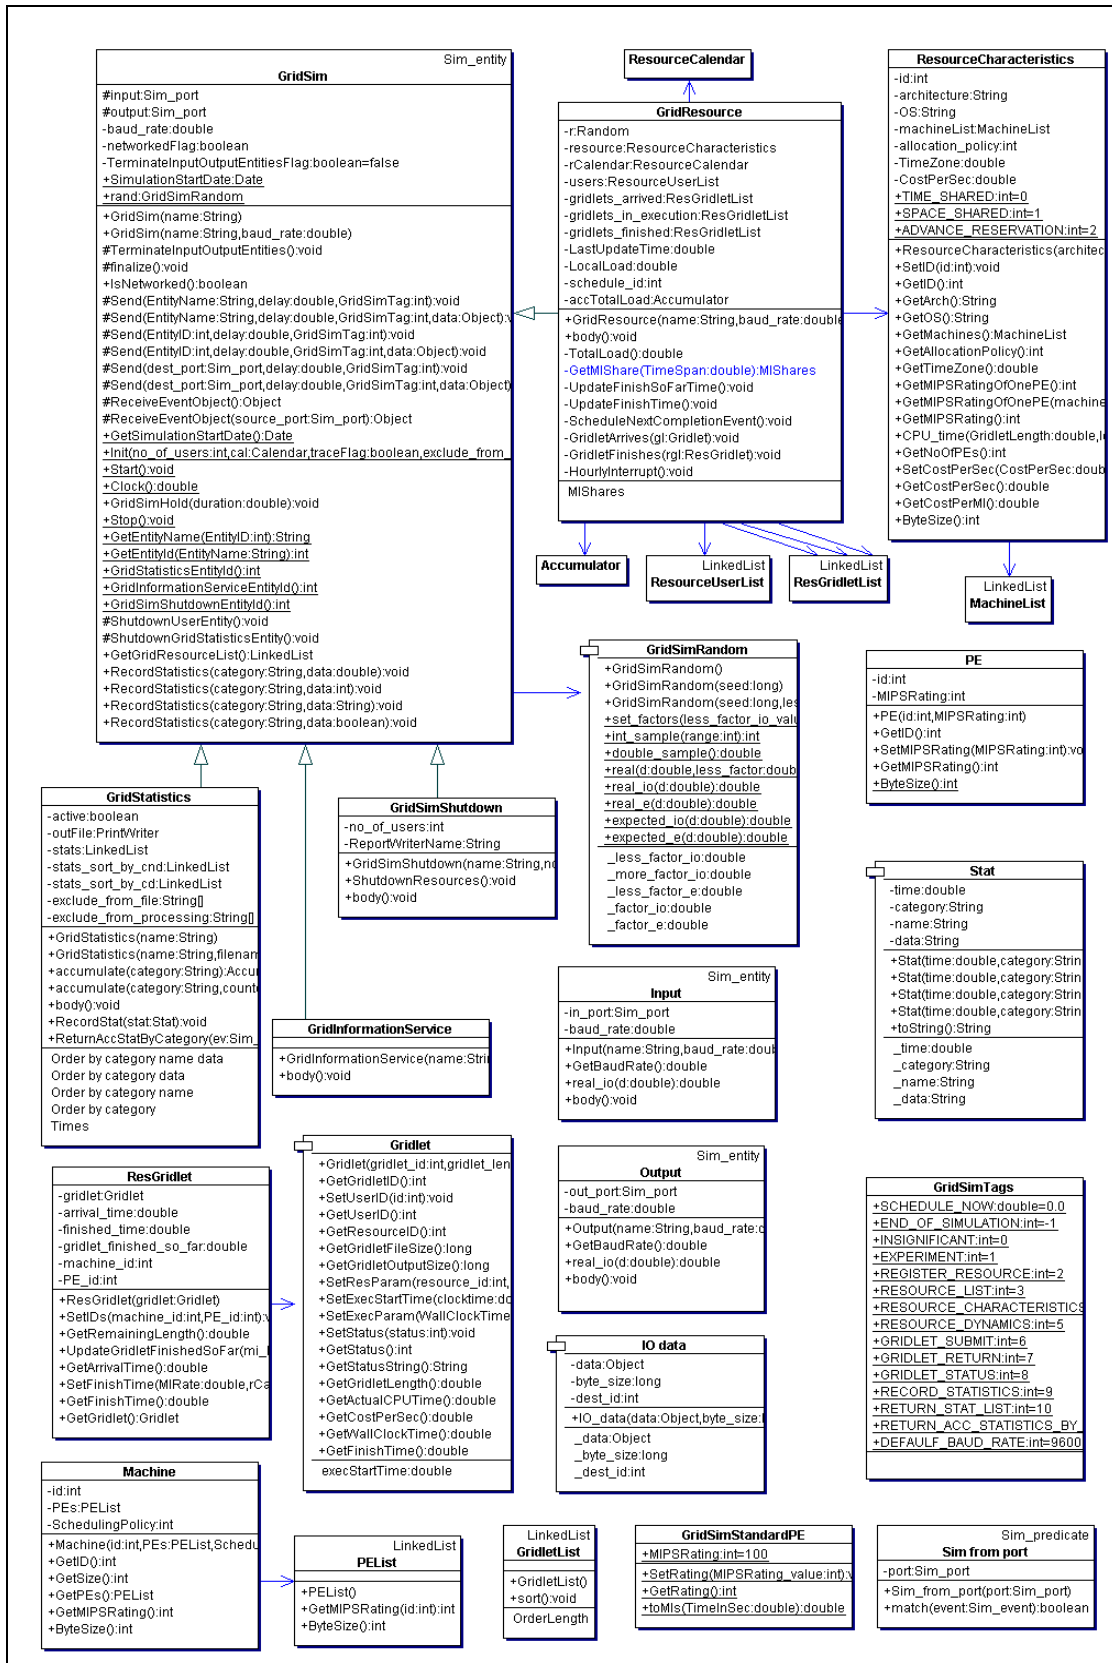 Sim_entity
GridSim
#input:Sim_port
#output:Sim_port
-baud_rate:double
-networkedFlag:boolean
-TerminateInputOutputEntitiesFlag:boolean=false
+SimulationStartDate:Date
+rand:GridSimRandom
+GridSim(name:String)
+GridSim(name:String,baud_rate:double)
#TerminateInputOutputEntities():void
#finalize():void
+IsNetworked():boolean
#Send(EntityName:String,delay:double,GridSimTag:int):void
#Send(EntityName:String,delay:double,GridSimTag:int,data:Object):v
#Send(EntityID:int,delay:double,GridSimTag:int):void
#Send(EntityID:int,delay:double,GridSimTag:int,data:Object):void
#Send(dest_port:Sim_port,delay:double,GridSimTag:int):void
#Send(dest_port:Sim_port,delay:double,GridSimTag:int,data:Object)
#ReceiveEventObject():Object
#ReceiveEventObject(source_port:Sim_port):Object
+GetSimulationStartDate():Date
+Init(no_of_users:int,cal:Calendar,traceFlag:boolean,exclude_from_
+Start():void
+Clock():double
+GridSimHold(duration:double):void
+Stop():void
+GetEntityName(EntityID:int):String
+GetEntityId(EntityName:String):int
+GridStatisticsEntityId():int
+GridInformationServiceEntityId():int
+GridSimShutdownEntityId():int
#ShutdownUserEntity():void
#ShutdownGridStatisticsEntity():void
+GetGridResourceList():LinkedList
+RecordStatistics(category:String,data:double):void
+RecordStatistics(category:String,data:int):void
+RecordStatistics(category:String,data:String):void
+RecordStatistics(category:String,data:boolean):void
ResourceCalendar
GridResource
-r:Random
-resource:ResourceCharacteristics
-rCalendar:ResourceCalendar
-users:ResourceUserList
-gridlets_arrived:ResGridletList
-gridlets_in_execution:ResGridletList
-gridlets_finished:ResGridletList
-LastUpdateTime:double
-LocalLoad:double
-schedule_id:int
-accTotalLoad:Accumulator
+GridResource(name:String,baud_rate:double
+body():void
-TotalLoad():double
-GetMIShare(TimeSpan:double):MIShares
-UpdateFinishSoFarTime():void
-UpdateFinishTime():void
-ScheduleNextCompletionEvent():void
-GridletArrives(gl:Gridlet):void
-GridletFinishes(rgl:ResGridlet):void
-HourlyInterrupt():void
MIShares
ResourceCharacteristics
-id:int
-architecture:String
-OS:String
-machineList:MachineList
-allocation_policy:int
-TimeZone:double
-CostPerSec:double
+TIME_SHARED:int=0
+SPACE_SHARED:int=1
+ADVANCE_RESERVATION:int=2
+ResourceCharacteristics(architec
+SetID(id:int):void
+GetID():int
+GetArch():String
+GetOS():String
+GetMachines():MachineList
+GetAllocationPolicy():int
+GetTimeZone():double
+GetMIPSRatingOfOnePE():int
+GetMIPSRatingOfOnePE(machine
+GetMIPSRating():int
+CPU_time(GridletLength:double,lo
+GetNoOfPEs():int
+SetCostPerSec(CostPerSec:doub
+GetCostPerSec():double
+GetCostPerMI():double
+ByteSize():int
Accumulator
LinkedList
ResourceUserList
LinkedList
ResGridletList
LinkedList
MachineList
GridSimRandom
+GridSimRandom()
+GridSimRandom(seed:long)
+GridSimRandom(seed:long,les
+set_factors(less_factor_io_valu
+int_sample(range:int):int
+double_sample():double
+real(d:double,less_factor:doub
+real_io(d:double):double
+real_e(d:double):double
+expected_io(d:double):double
+expected_e(d:double):double
_less_factor_io:double
_more_factor_io:double
_less_factor_e:double
_factor_io:double
_factor_e:double
PE
-id:int
-MIPSRating:int
+PE(id:int,MIPSRating:int)
+GetID():int
+SetMIPSRating(MIPSRating:int):vo
+GetMIPSRating():int
+ByteSize():int
GridStatistics
-active:boolean
-outFile:PrintWriter
-stats:LinkedList
-stats_sort_by_cnd:LinkedList
-stats_sort_by_cd:LinkedList
-exclude_from_file:String[]
-exclude_from_processing:String[]
+GridStatistics(name:String)
+GridStatistics(name:String,filenam
+accumulate(category:String):Accu
+accumulate(category:String,count
+body():void
+RecordStat(stat:Stat):void
+ReturnAccStatByCategory(ev:Sim_
Order by category name data
Order by category data
Order by category name
Order by category
Times
GridSimShutdown
-no_of_users:int
-ReportWriterName:String
+GridSimShutdown(name:String,no
+ShutdownResources():void
+body():void
GridInformationService
+GridInformationService(name:Strin
+body():void
Stat
-time:double
-category:String
-name:String
-data:String
+Stat(time:double,category:Strin
+Stat(time:double,category:Strin
+Stat(time:double,category:Strin
+Stat(time:double,category:Strin
+toString():String
_time:double
_category:String
_name:String
_data:String
Sim_entity
Input
-in_port:Sim_port
-baud_rate:double
+Input(name:String,baud_rate:doub
+GetBaudRate():double
+real_io(d:double):double
+body():void
Sim_entity
Output
-out_port:Sim_port
-baud_rate:double
+Output(name:String,baud_rate:d
+GetBaudRate():double
+real_io(d:double):double
+body():void
ResGridlet
-gridlet:Gridlet
-arrival_time:double
-finished_time:double
-gridlet_finished_so_far:double
-machine_id:int
-PE_id:int
+ResGridlet(gridlet:Gridlet)
+SetIDs(machine_id:int,PE_id:int):v
+GetRemainingLength():double
+UpdateGridletFinishedSoFar(mi_l
+GetArrivalTime():double
+SetFinishTime(MIRate:double,rCa
+GetFinishTime():double
+GetGridlet():Gridlet
Gridlet
+Gridlet(gridlet_id:int,gridlet_len
+GetGridletID():int
+SetUserID(id:int):void
+GetUserID():int
+GetResourceID():int
+GetGridletFileSize():long
+GetGridletOutputSize():long
+SetResParam(resource_id:int,
+SetExecStartTime(clocktime:do
+SetExecParam(WallClockTime
+SetStatus(status:int):void
+GetStatus():int
+GetStatusString():String
+GetGridletLength():double
+GetActualCPUTime():double
+GetCostPerSec():double
+GetWallClockTime():double
+GetFinishTime():double
execStartTime:double
IO data
-data:Object
-byte_size:long
-dest_id:int
+IO_data(data:Object,byte_size:l
_data:Object
_byte_size:long
_dest_id:int
GridSimTags
+SCHEDULE_NOW:double=0.0
+END_OF_SIMULATION:int=-1
+INSIGNIFICANT:int=0
+EXPERIMENT:int=1
+REGISTER_RESOURCE:int=2
+RESOURCE_LIST:int=3
+RESOURCE_CHARACTERISTICS
+RESOURCE_DYNAMICS:int=5
+GRIDLET_SUBMIT:int=6
+GRIDLET_RETURN:int=7
+GRIDLET_STATUS:int=8
+RECORD_STATISTICS:int=9
+RETURN_STAT_LIST:int=10
+RETURN_ACC_STATISTICS_BY_
+DEFAULF_BAUD_RATE:int=9600
Machine
-id:int
-PEs:PEList
-SchedulingPolicy:int
+Machine(id:int,PEs:PEList,Schedu
+GetID():int
+GetSize():int
+GetPEs():PEList
+GetMIPSRating():int
+ByteSize():int
LinkedList
PEList
+PEList()
+GetMIPSRating(id:int):int
+ByteSize():int
LinkedList
GridletList
+GridletList()
+sort():void
OrderLength
GridSimStandardPE
+MIPSRating:int=100
+SetRating(MIPSRating_value:int):v
+GetRating():int
+toMIs(TimeInSec:double):double
Sim_predicate
Sim from port
-port:Sim_port
+Sim_from_port(port:Sim_port)
+match(event:Sim_event):boolean